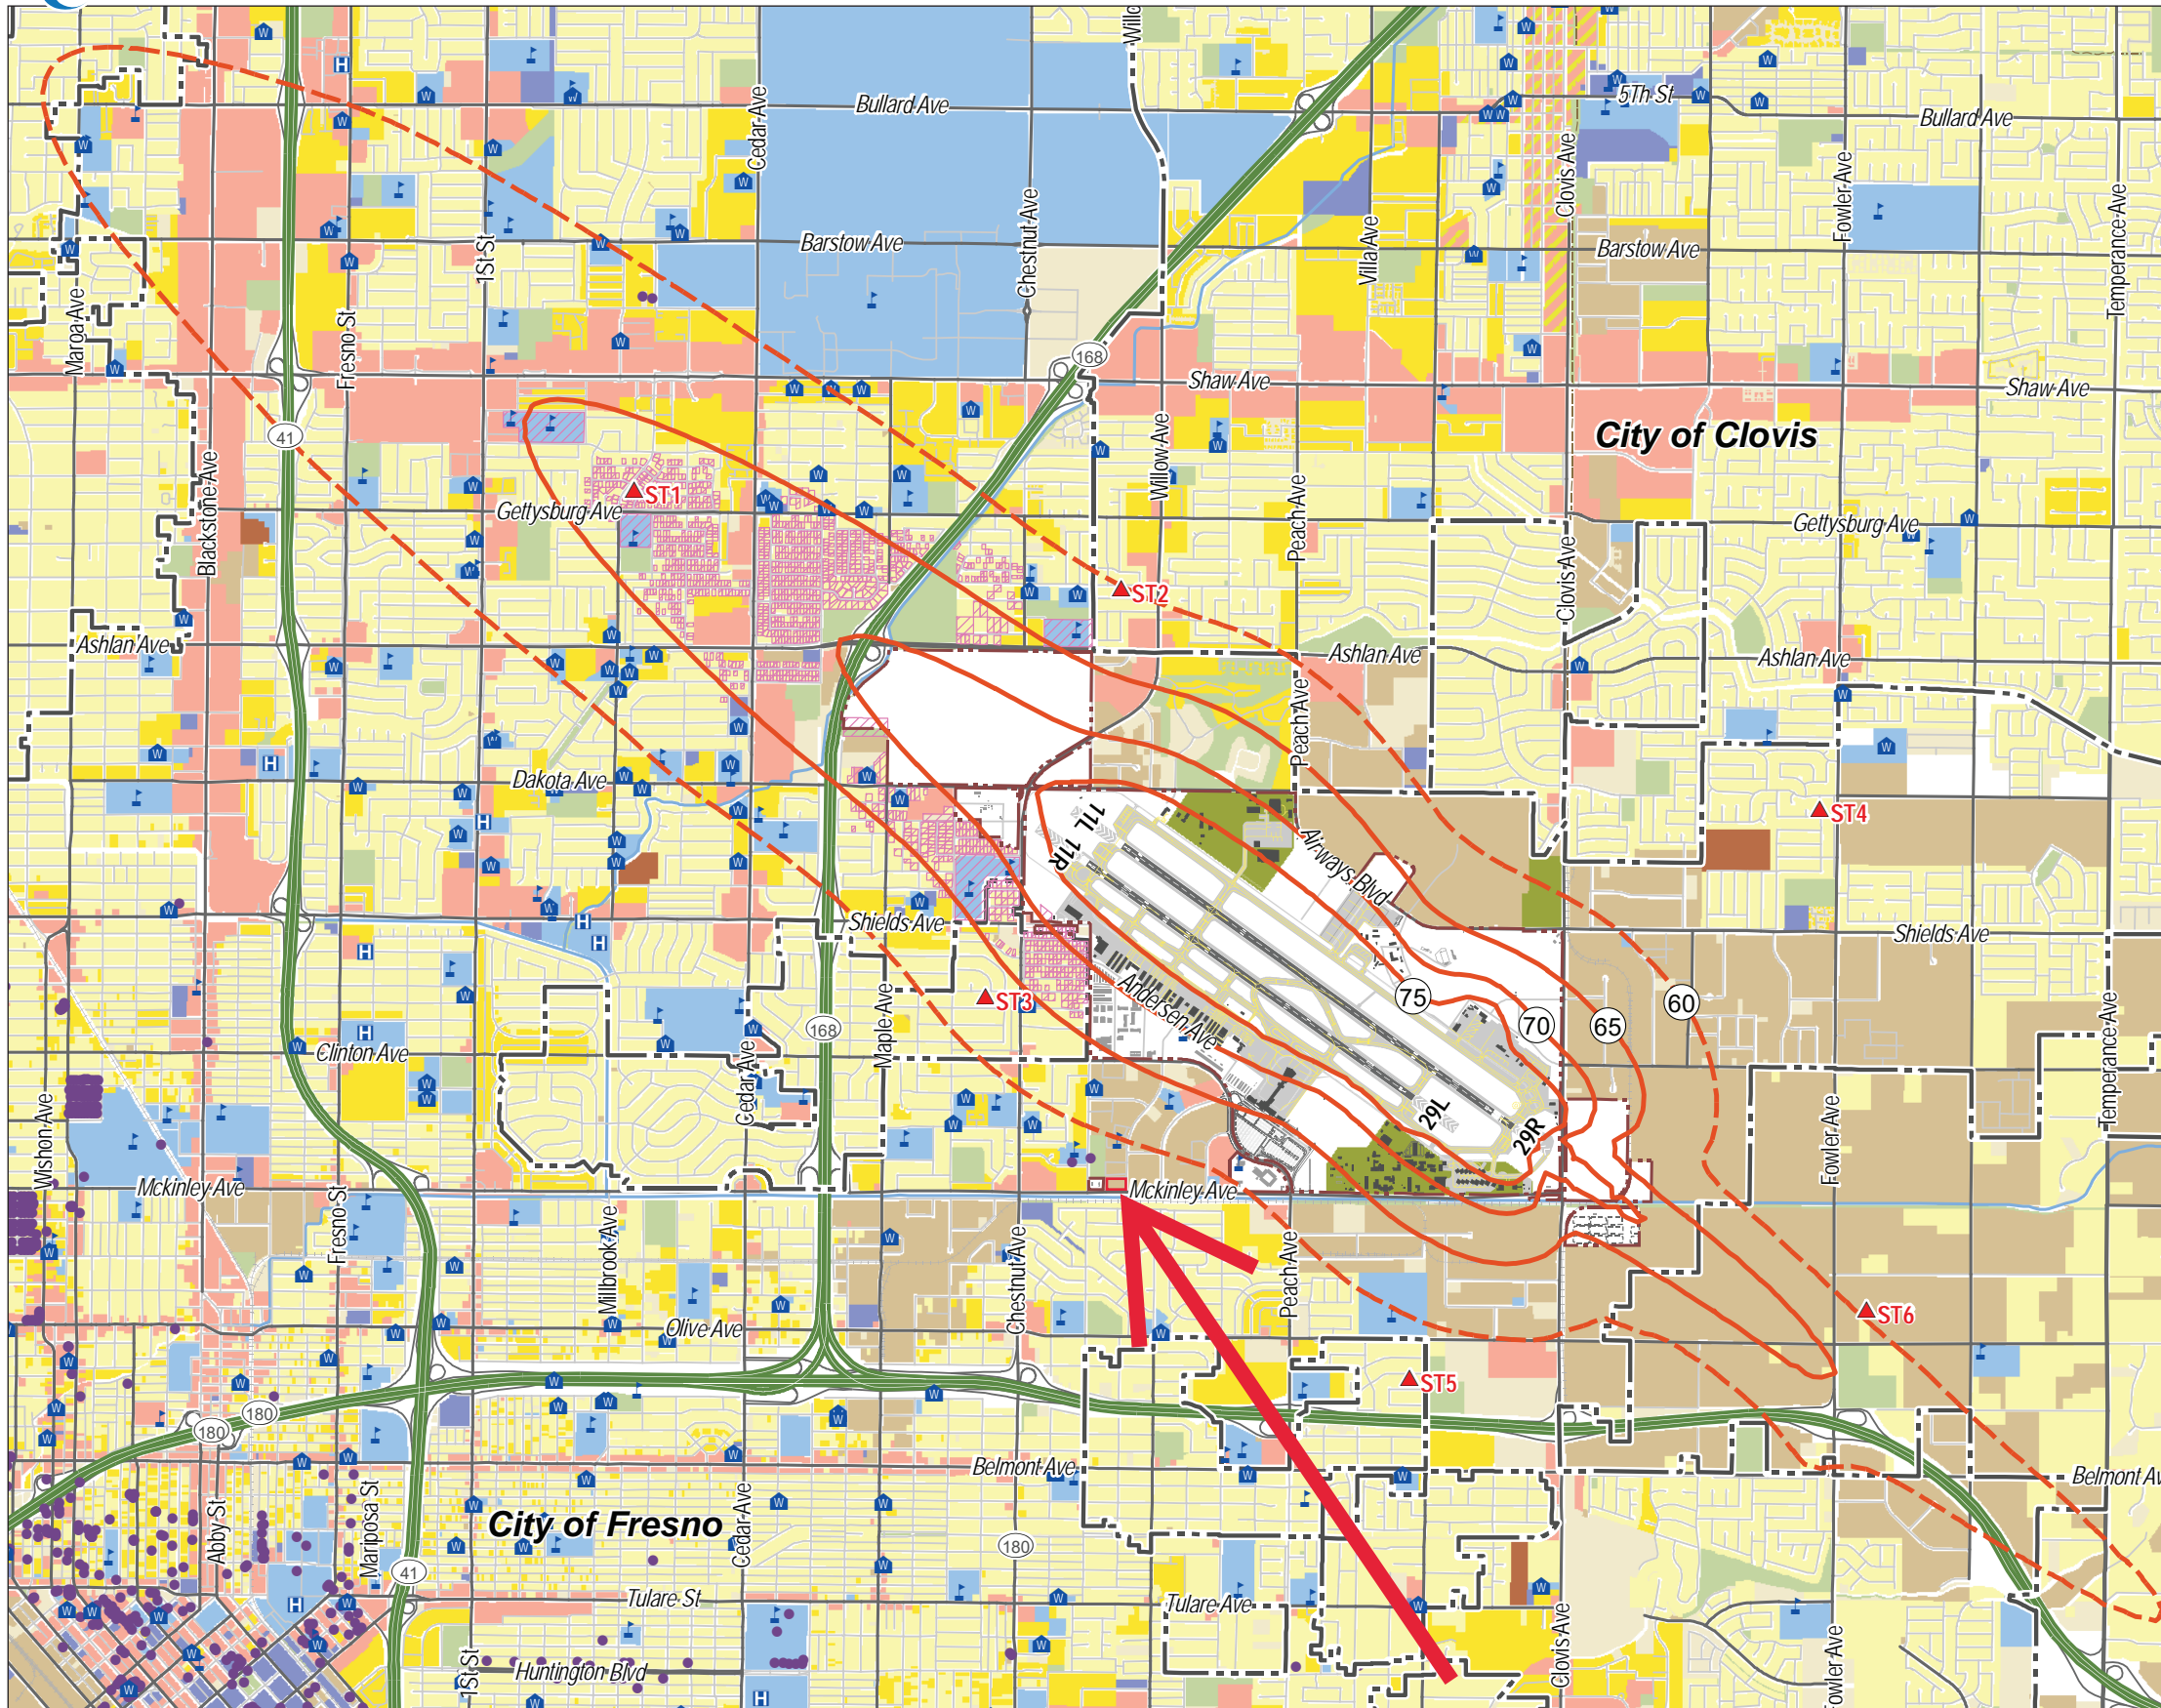 Willo
Bullard Ave
Cedar Ave
5Th St
Bullard Ave
Clovis Ave
Fowler Ave
Temperance Ave
Chestnut Ave
1St St
Barstow Ave
Villa Ave
Barstow Ave
Maroa Ave
Fresno St
168
Shaw Ave
Shaw Ave
41
City of Clovis
Willow Ave
Blackstone Ave
ST1
Gettysburg Ave
Peach Ave
Gettysburg Ave
Clovis Ave
ST2
Ashlan Ave
Ashlan Ave
Ashlan Ave
Peach Ave
Dakota Ave
11L
11R
Airways Blvd
ST4
Shields Ave
Shields Ave
ST3
Andersen Ave
75
70
65
60
168
Maple Ave
Clinton Ave
Cedar Ave
Temperance Ave
Wishon Ave
29L
29R
Fowler Ave
Mckinley Ave
Fresno St
Mckinley Ave
Millbrook Ave
Chestnut Ave
Peach Ave
Olive Ave
ST6
ST5
180
180
Belmont Ave
Belmont Av
Abby St
Mariposa St
City of Fresno
Cedar Ave
180
41
Tulare St
Tulare Ave
1St St
Huntington Blvd
Clovis Ave
Fowler Ave
H
W